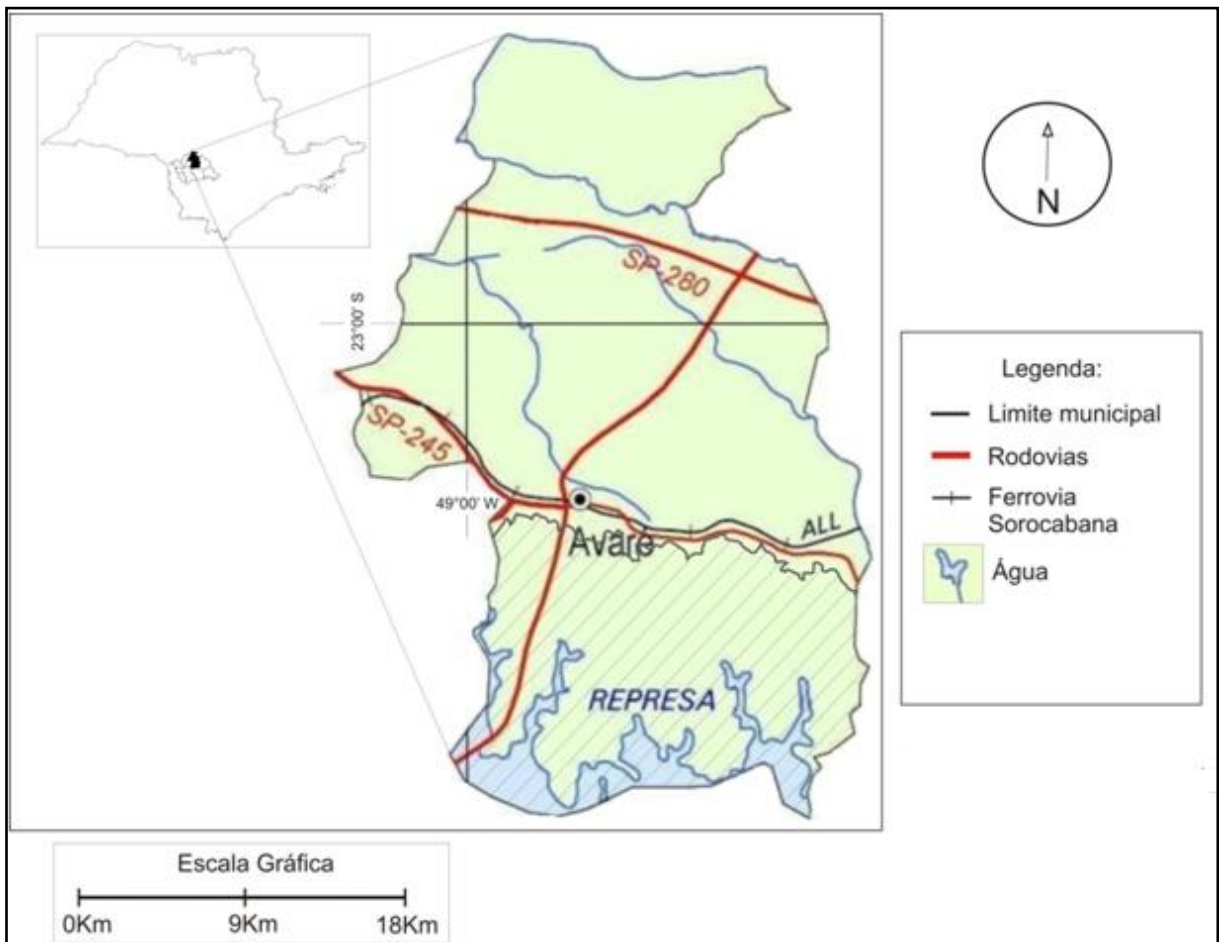 SP-280
23°00' S
SP-245
49°00' W
Avaré
ALL
REPRESA
N
Legenda:
Limite municipal
Rodovias
Ferrovia
Sorocabana
Água
Escala Gráfica
0Km
9Km
18Km